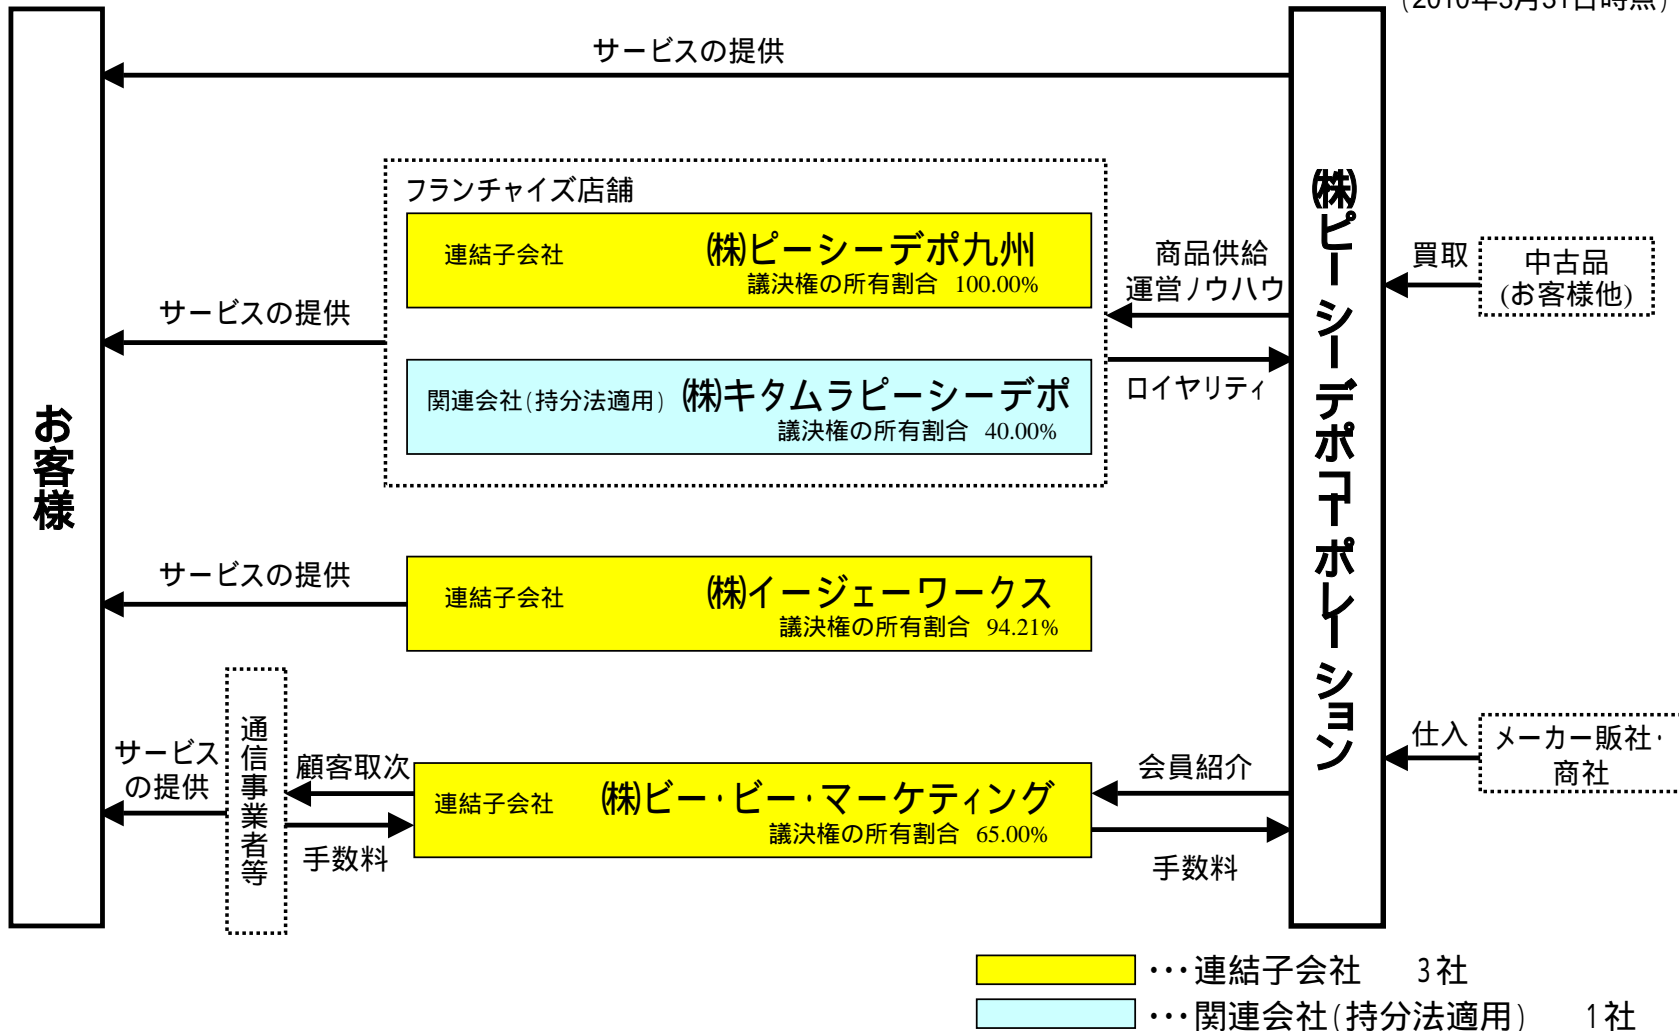 (2010年3月31日時点)
サービスの提供
フランチャイズ店舗
連結子会社 ㈱ピーシーデポ九州
議決権の所有割合 100.00%
関連会社(持分法適用) ㈱キタムラピーシーデポ
議決権の所有割合 40.00%
サービスの提供
商品供給
運営ノウハウ
ロイヤリティ
買取
中古品
(お客様他)
お客様
㈱ピーシーデポコーポレーション
サービスの提供
連結子会社 ㈱イージェーワークス
議決権の所有割合 94.21%
サービス
の提供
通信事業者等
顧客取次
手数料
連結子会社 ㈱ビー・ビー・マーケティング
議決権の所有割合 65.00%
会員紹介
手数料
仕入
メーカー販社・
商社
・・・連結子会社 3社
・・・関連会社(持分法適用) 1社